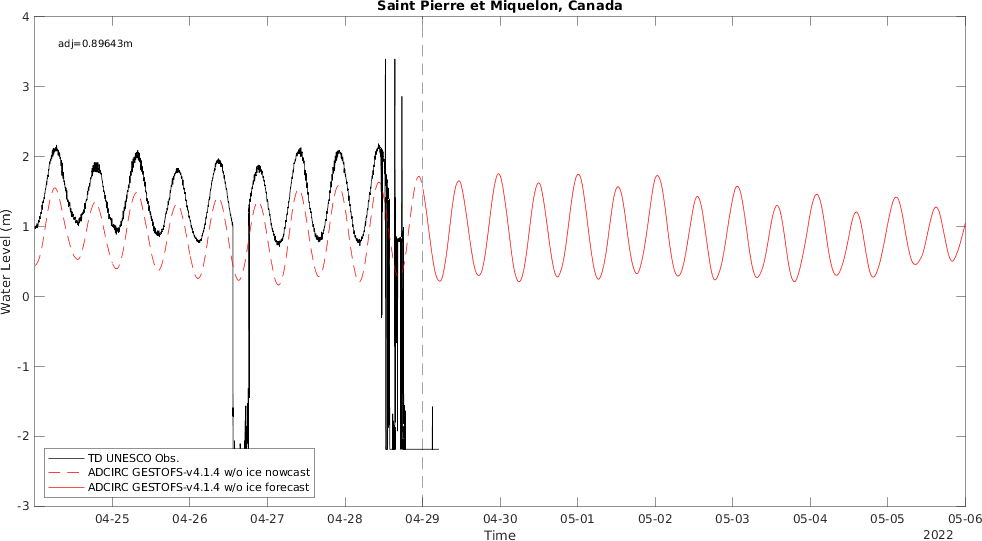 Saint Pierre et Miquelon, Canada
adj=0.89643m
Water Level (m)
4
3
2
1
0
-1
-2
-3
TD UNESCO Obs.
ADCIRC GESTOFS-v4.1.4 w/o ice nowcast
ADCIRC GESTOFS-v4.1.4 w/o ice forecast
04-25 04-26 04-27 04-28 04-29 04-30 05-01 05-02 05-03 05-04 05-05 05-06
Time
2022